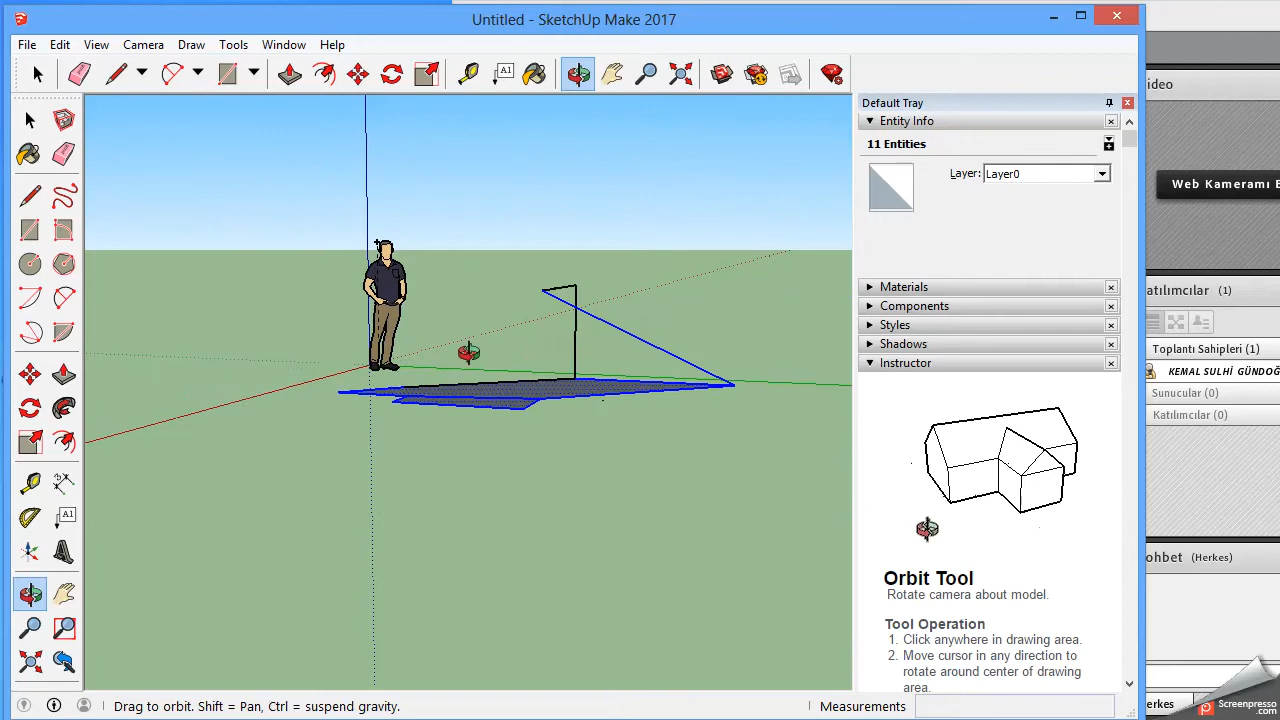 Untitled - SketchUp Make 2017
File Edit View Camera Draw Tools Window Help
A1
Default Tray
Entity Info
11 Entities
Layer: Layer0
Materials
Components
Styles
Shadows
Instructor
Orbit Tool
Rotate camera about model.
Tool Operation
1. Click anywhere in drawing area.
2. Move cursor in any direction to
rotate around center of drawing
area.
A1
Drag to orbit. Shift = Pan, Ctrl = suspend gravity.
Measurements
ideo
Web Kameramı E
atılımcılar (1)
Toplantı Sahipleri (1)
KEMAL SULHİ GÜNDOĞ
Sunucular (0)
Katılımcılar (0)
ohbet (Herkes)
erkes
Screenpresso
.com